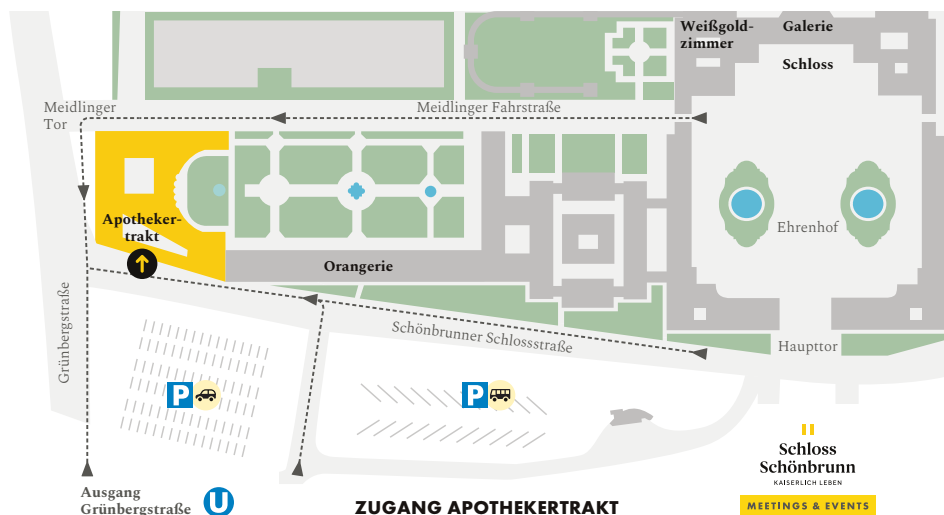 Weißgold-
zimmer
Galerie
Schloss
Meidlinger
Tor
Meidlinger Fahrstraße
Apotheker-
trakt
Ehrenhof
Orangerie
Grünbergstraße
Schönbrunner Schlossstraße
Haupttor
P
P
Schloss
Schönbrunn
KAISERLICH LEBEN
MEETINGS & EVENTS
Ausgang
Grünbergstraße
U
ZUGANG APOTHEKERTRAKT